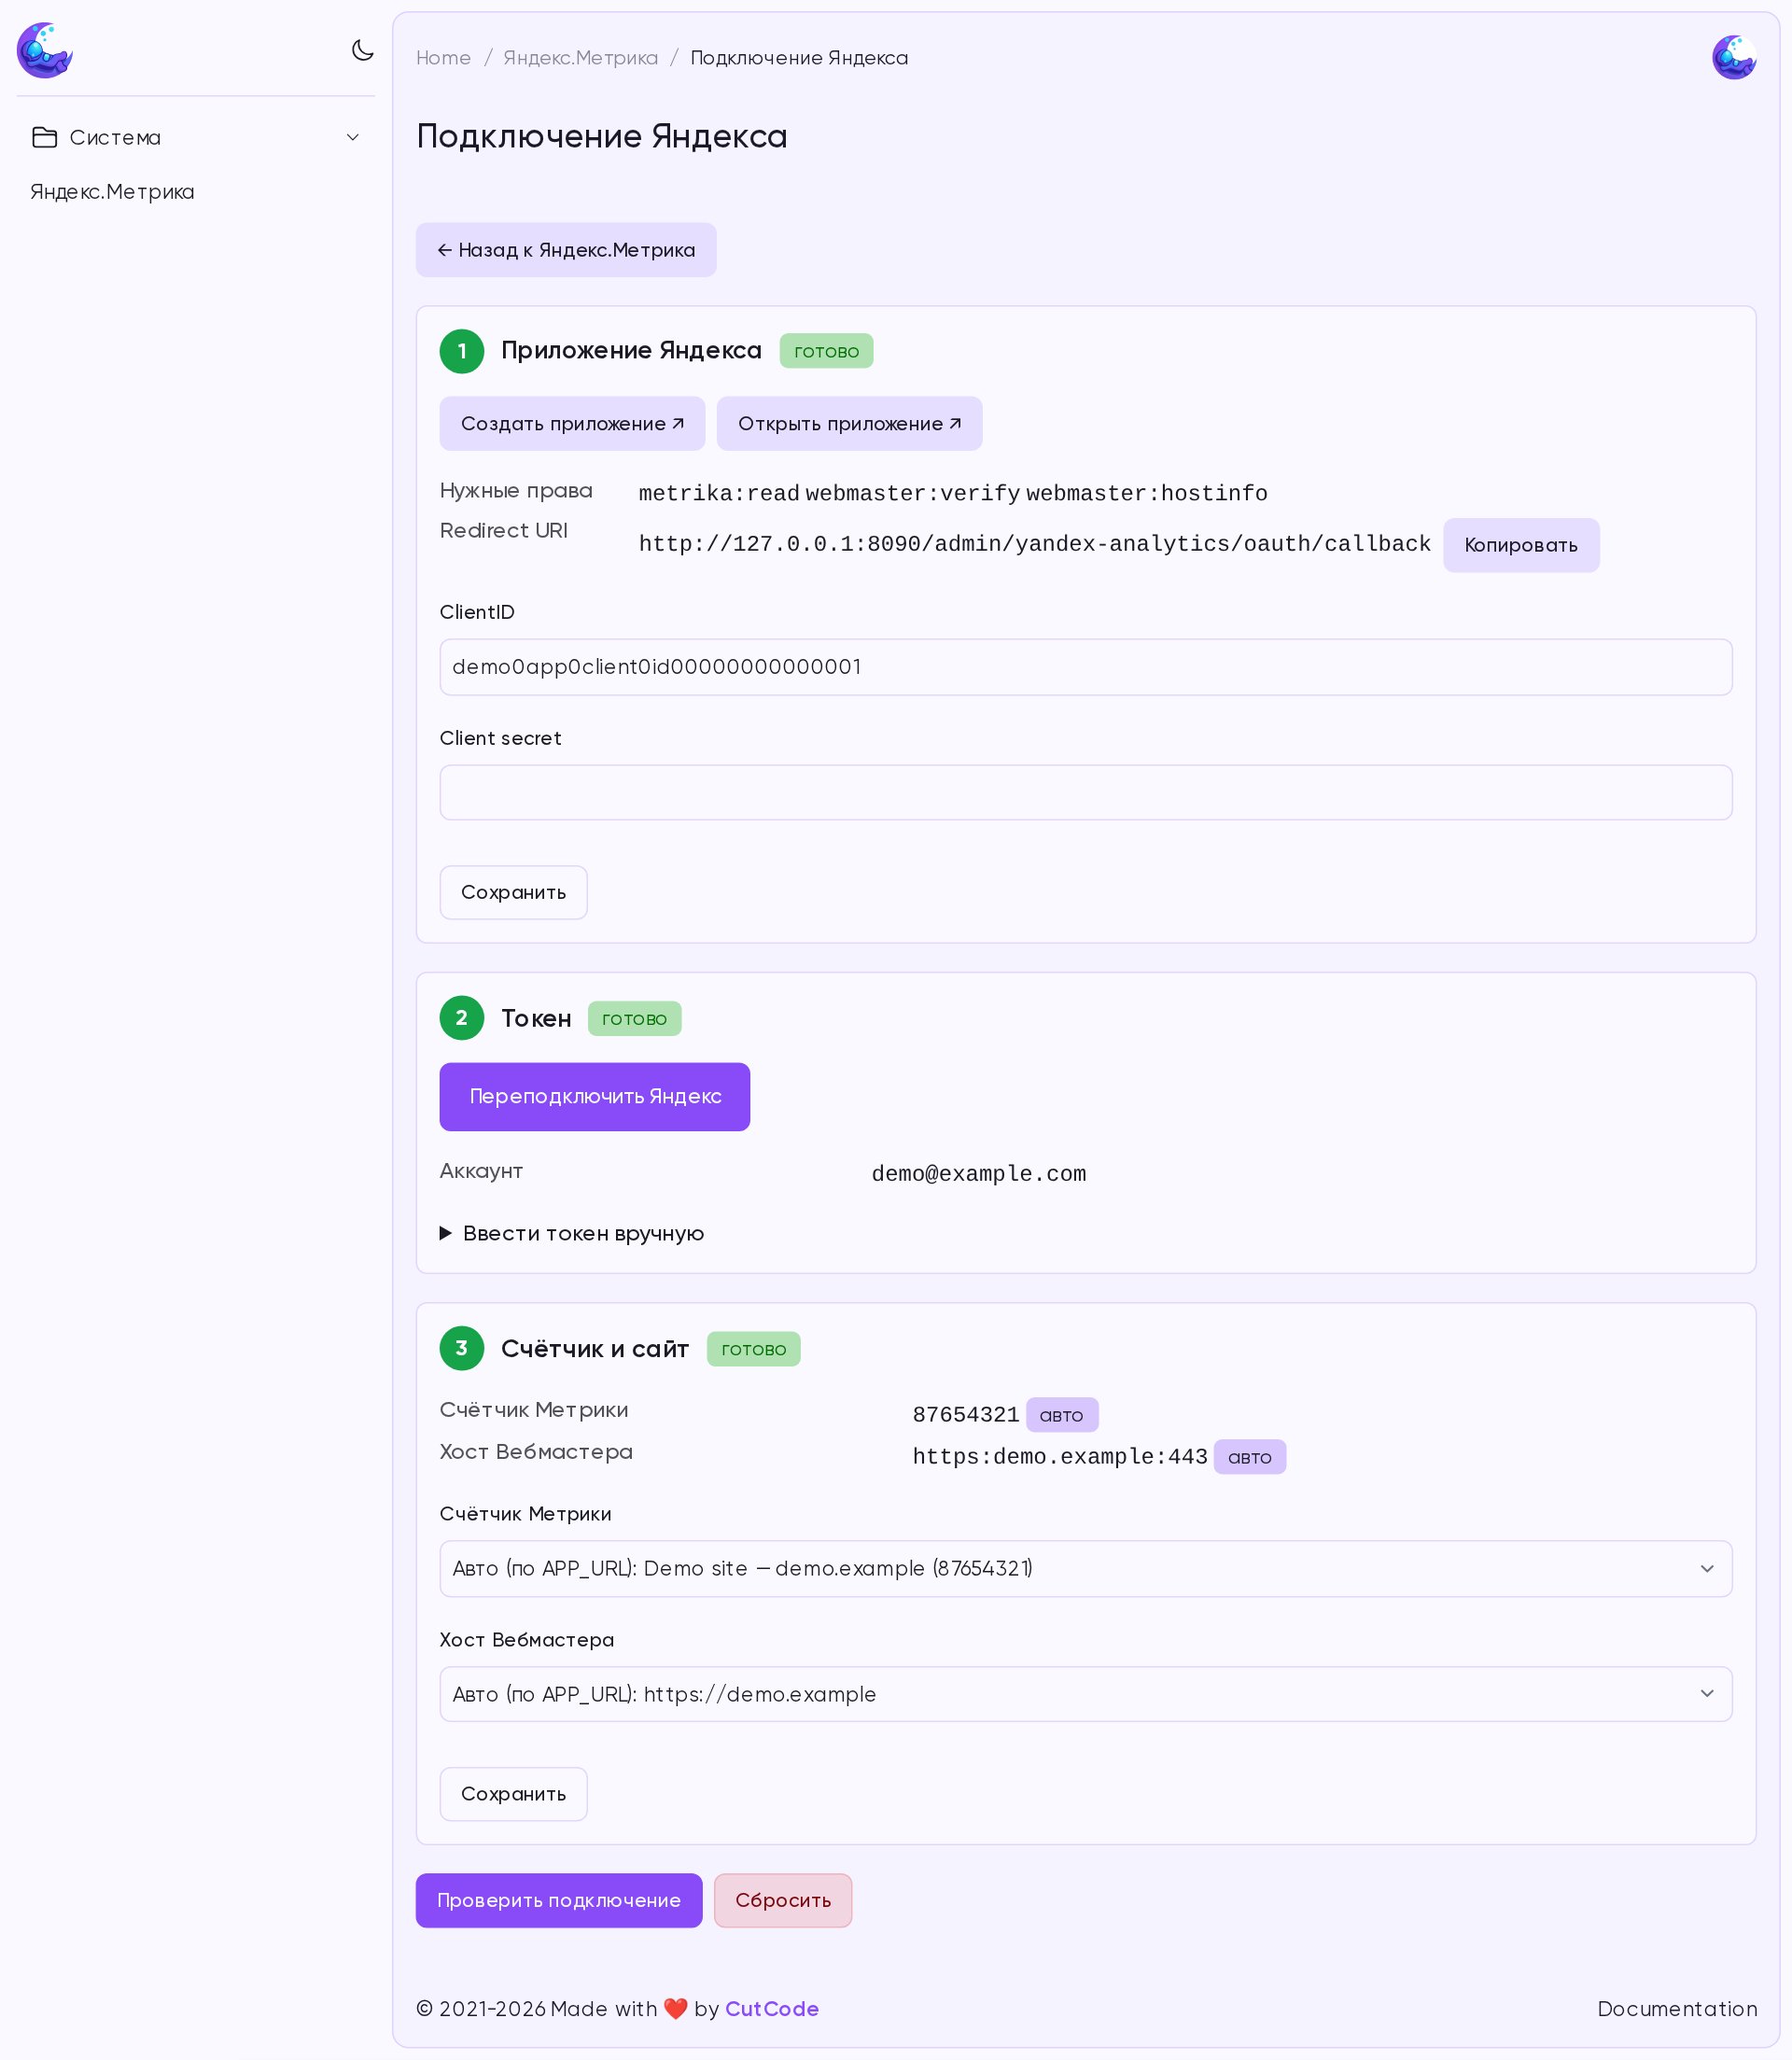 Home / Яндекс.Метрика / Подключение Яндекса
Система
Яндекс.Метрика
Подключение Яндекса
← Назад к Яндекс.Метрика
1 Приложение Яндекса готово
Создать приложение ↗ Открыть приложение ↗
Нужные права metrika:read webmaster:verify webmaster:hostinfo
Redirect URI http://127.0.0.1:8090/admin/yandex-analytics/oauth/callback Копировать
ClientID
demo0app0client0id00000000000001
Client secret
Сохранить
2 Токен готово
Переподключить Яндекс
Аккаунт demo@example.com
▶ Ввести токен вручную
3 Счётчик и сайт готово
Счётчик Метрики 87654321 авто
Хост Вебмастера https:demo.example:443 авто
Счётчик Метрики
Авто (по APP_URL): Demo site — demo.example (87654321)
Хост Вебмастера
Авто (по APP_URL): https://demo.example
Сохранить
Проверить подключение Сбросить
© 2021-2026 Made with ❤️ by CutCode Documentation